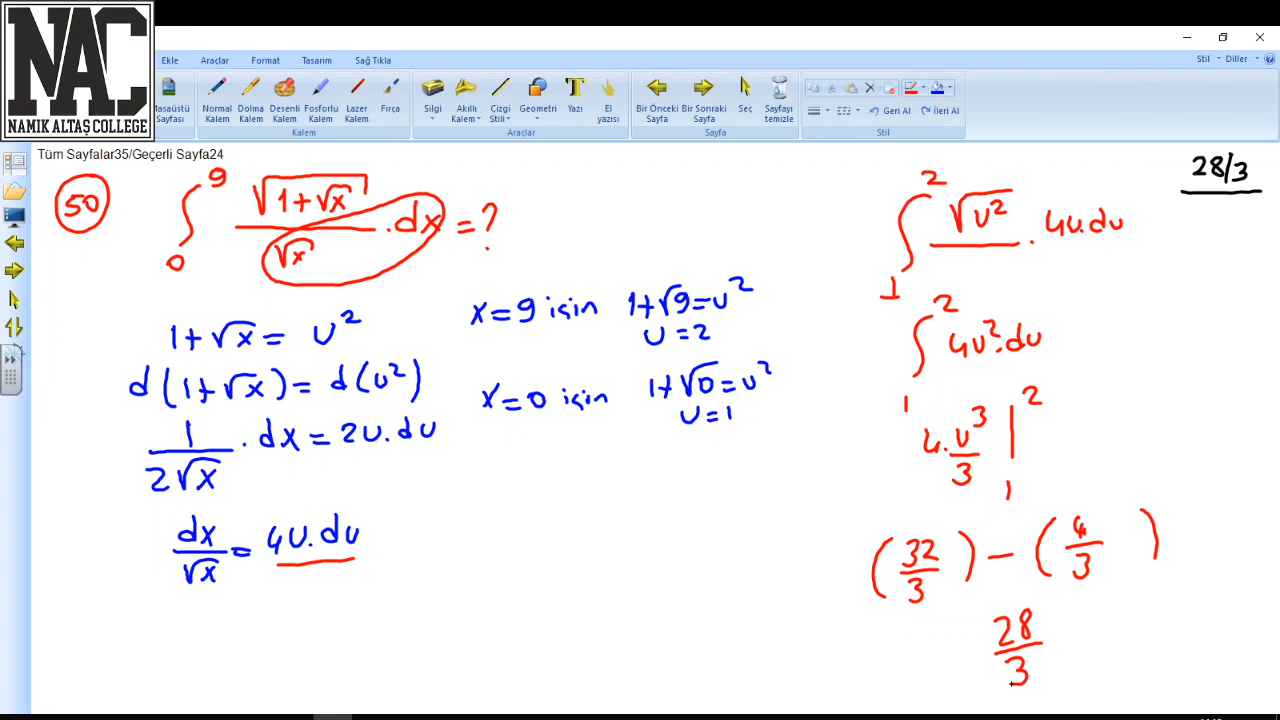 NAC
NAMIK ALTAŞ COLLEGE
Ekle Araçlar Format Tasarım Sağ Tıkla
Stil Diller
Masaüstü Sayfası
Normal Kalem
Dolma Kalem
Desenli Kalem
Fosforlu Kalem
Lazer Kalem
Fırça
Silgi
Akıllı Kalem
Çizgi Stili
Geometri
Yazı
El yazısı
Bir Önceki Sayfa
Bir Sonraki Sayfa
Seç
Sayfayı temizle
Geri Al
İleri Al
Kalem Araçlar Sayfa Stil
Tüm Sayfalar35/Geçerli Sayfa24
28/3
50 ∫₀⁹ √(1+√x)/√x . dx = ?
1+√x = u²
d(1+√x) = d(u²)
1/(2√x) . dx = 2u.du
dx/√x = 4u.du
x=9 için 1+√9=u²
u=2
x=0 için 1+√0=u²
u=1
∫₁² √u² . 4u.du
∫₁² 4u².du
4.u³/3 |₁²
(32/3) − (4/3)
28/3